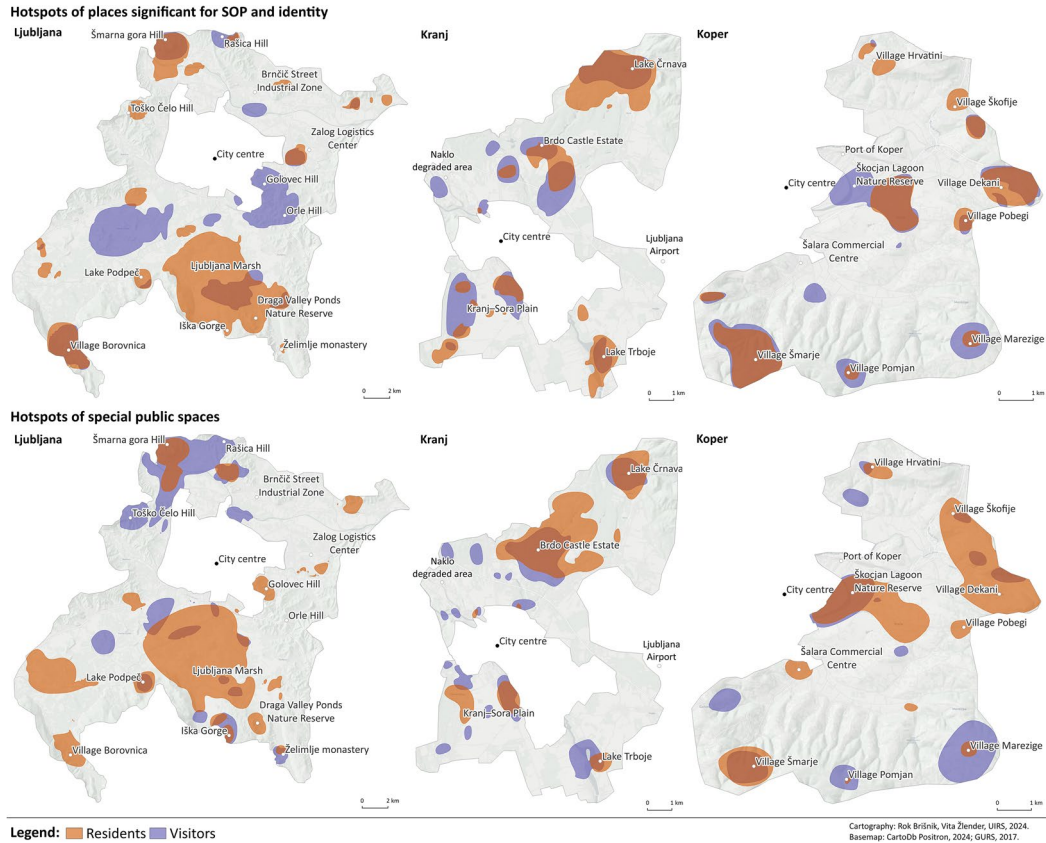 Hotspots of places significant for SOP and identity
Ljubljana
Šmarna gora Hill
Rašica Hill
Brnčič Street
Industrial Zone
Toško Čelo Hill
Zalog Logistics
Center
City centre
Golovec Hill
Orle Hill
Ljubljana Marsh
Lake Podpeč
Draga Valley Ponds
Nature Reserve
Iška Gorge
Village Borovnica
Želimlje monastery
2 km
Kranj
Lake Črnava
Brdo Castle Estate
Naklo
degraded area
City centre
Ljubljana
Airport
Kranj–Sora Plain
Lake Trboje
1 km
Koper
Village Hrvatini
Village Škofije
Port of Koper
Škocjan Lagoon
Nature Reserve
City centre
Village Dekani
Village Pobegi
Šalara Commercial
Centre
Village Marezige
Village Šmarje
Village Pomjan
1 km
Hotspots of special public spaces
Ljubljana
Šmarna gora Hill
Rašica Hill
Brnčič Street
Industrial Zone
Toško Čelo Hill
Zalog Logistics
Center
City centre
Golovec Hill
Orle Hill
Ljubljana Marsh
Lake Podpeč
Draga Valley Ponds
Nature Reserve
Iška Gorge
Village Borovnica
Želimlje monastery
2 km
Kranj
Lake Črnava
Brdo Castle Estate
Naklo
degraded area
City centre
Ljubljana
Airport
Kranj–Sora Plain
Lake Trboje
1 km
Koper
Village Hrvatini
Village Škofije
Port of Koper
Škocjan Lagoon
Nature Reserve
City centre
Village Dekani
Village Pobegi
Šalara Commercial
Centre
Village Marezige
Village Šmarje
Village Pomjan
1 km
Legend: Residents Visitors
Cartography: Rok Brišnik, Vita Žlender, UIRS, 2024.
Basemap: CartoDb Positron, 2024; GURS, 2017.